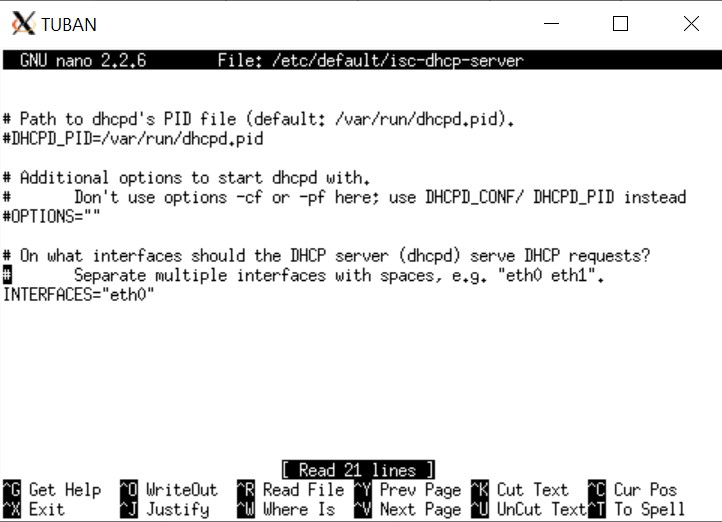 TUBAN
GNU nano 2.2.6 File: /etc/default/isc-dhcp-server
# Path to dhcpd's PID file (default: /var/run/dhcpd.pid).
#DHCPD_PID=/var/run/dhcpd.pid
# Additional options to start dhcpd with.
# Don't use options -cf or -pf here; use DHCPD_CONF/ DHCPD_PID instead
#OPTIONS=""
# On what interfaces should the DHCP server (dhcpd) serve DHCP requests?
# Separate multiple interfaces with spaces, e.g. "eth0 eth1".
INTERFACES="eth0"
[ Read 21 lines ]
^G Get Help ^O WriteOut ^R Read File ^Y Prev Page ^K Cut Text ^C Cur Pos
^X Exit ^J Justify ^W Where Is ^V Next Page ^U UnCut Text ^T To Spell